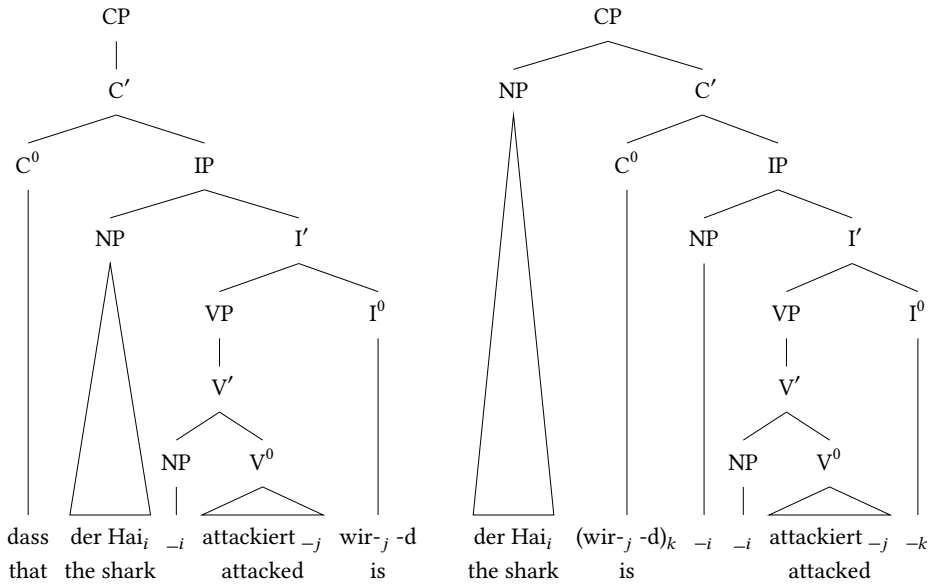 CP CP
C′ NP C′
C⁰ IP C⁰ IP
NP I′ NP I′
VP I⁰ VP I⁰
V′ V′
NP V⁰ NP V⁰
dass der Haiᵢ _i attackiert _j wir-_j -d der Haiᵢ (wir-_j -d)ₖ _i _i attackiert _j _k
that the shark attacked is the shark is attacked